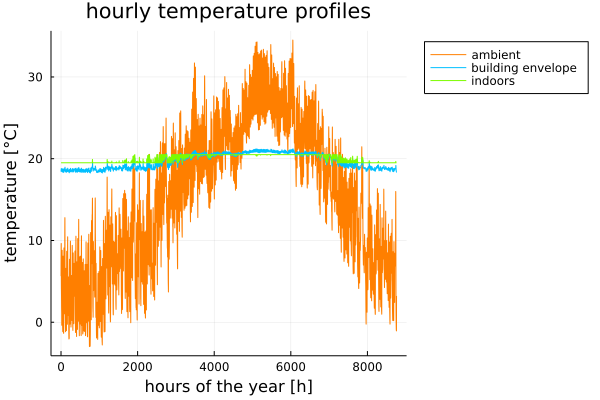 hourly temperature profiles
ambient
building envelope
indoors
temperature [°C]
30
20
10
0
0 2000 4000 6000 8000
hours of the year [h]